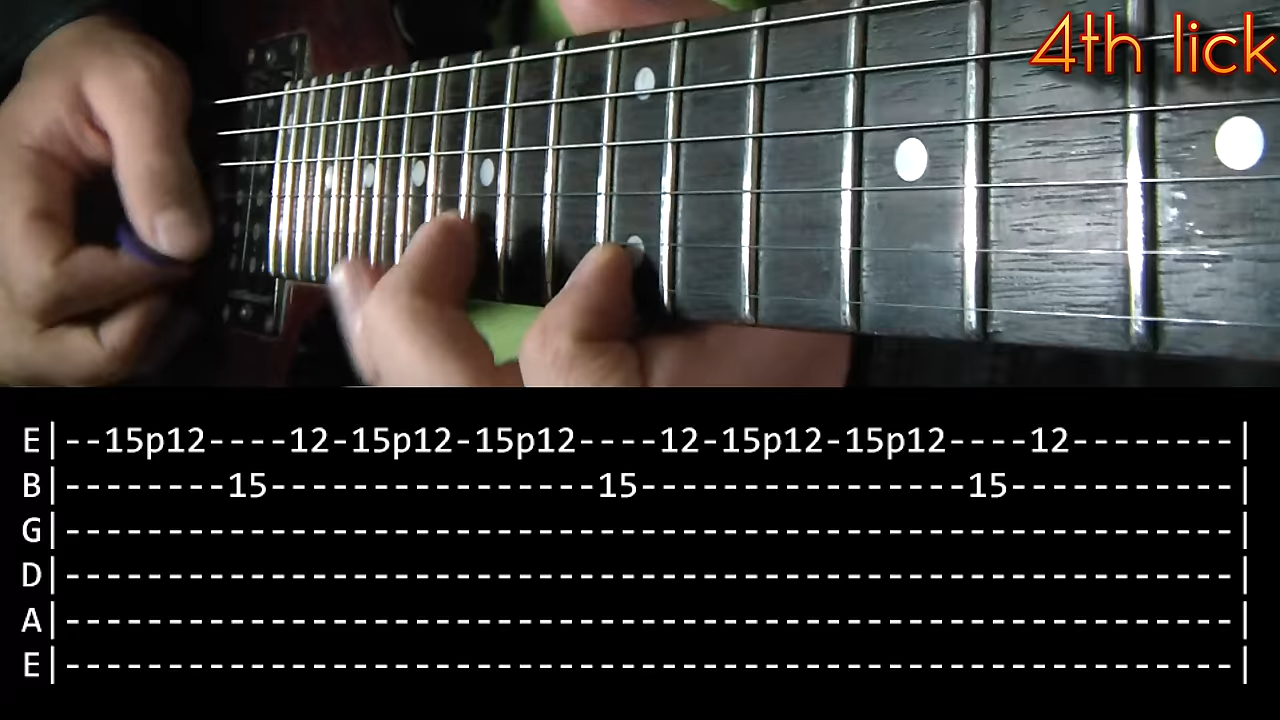 4th lick
E|--15p12----12-15p12-15p12----12-15p12-15p12----12--------|
B|--------15----------------15----------------15-----------|
G|---------------------------------------------------------|
D|---------------------------------------------------------|
A|---------------------------------------------------------|
E|---------------------------------------------------------|